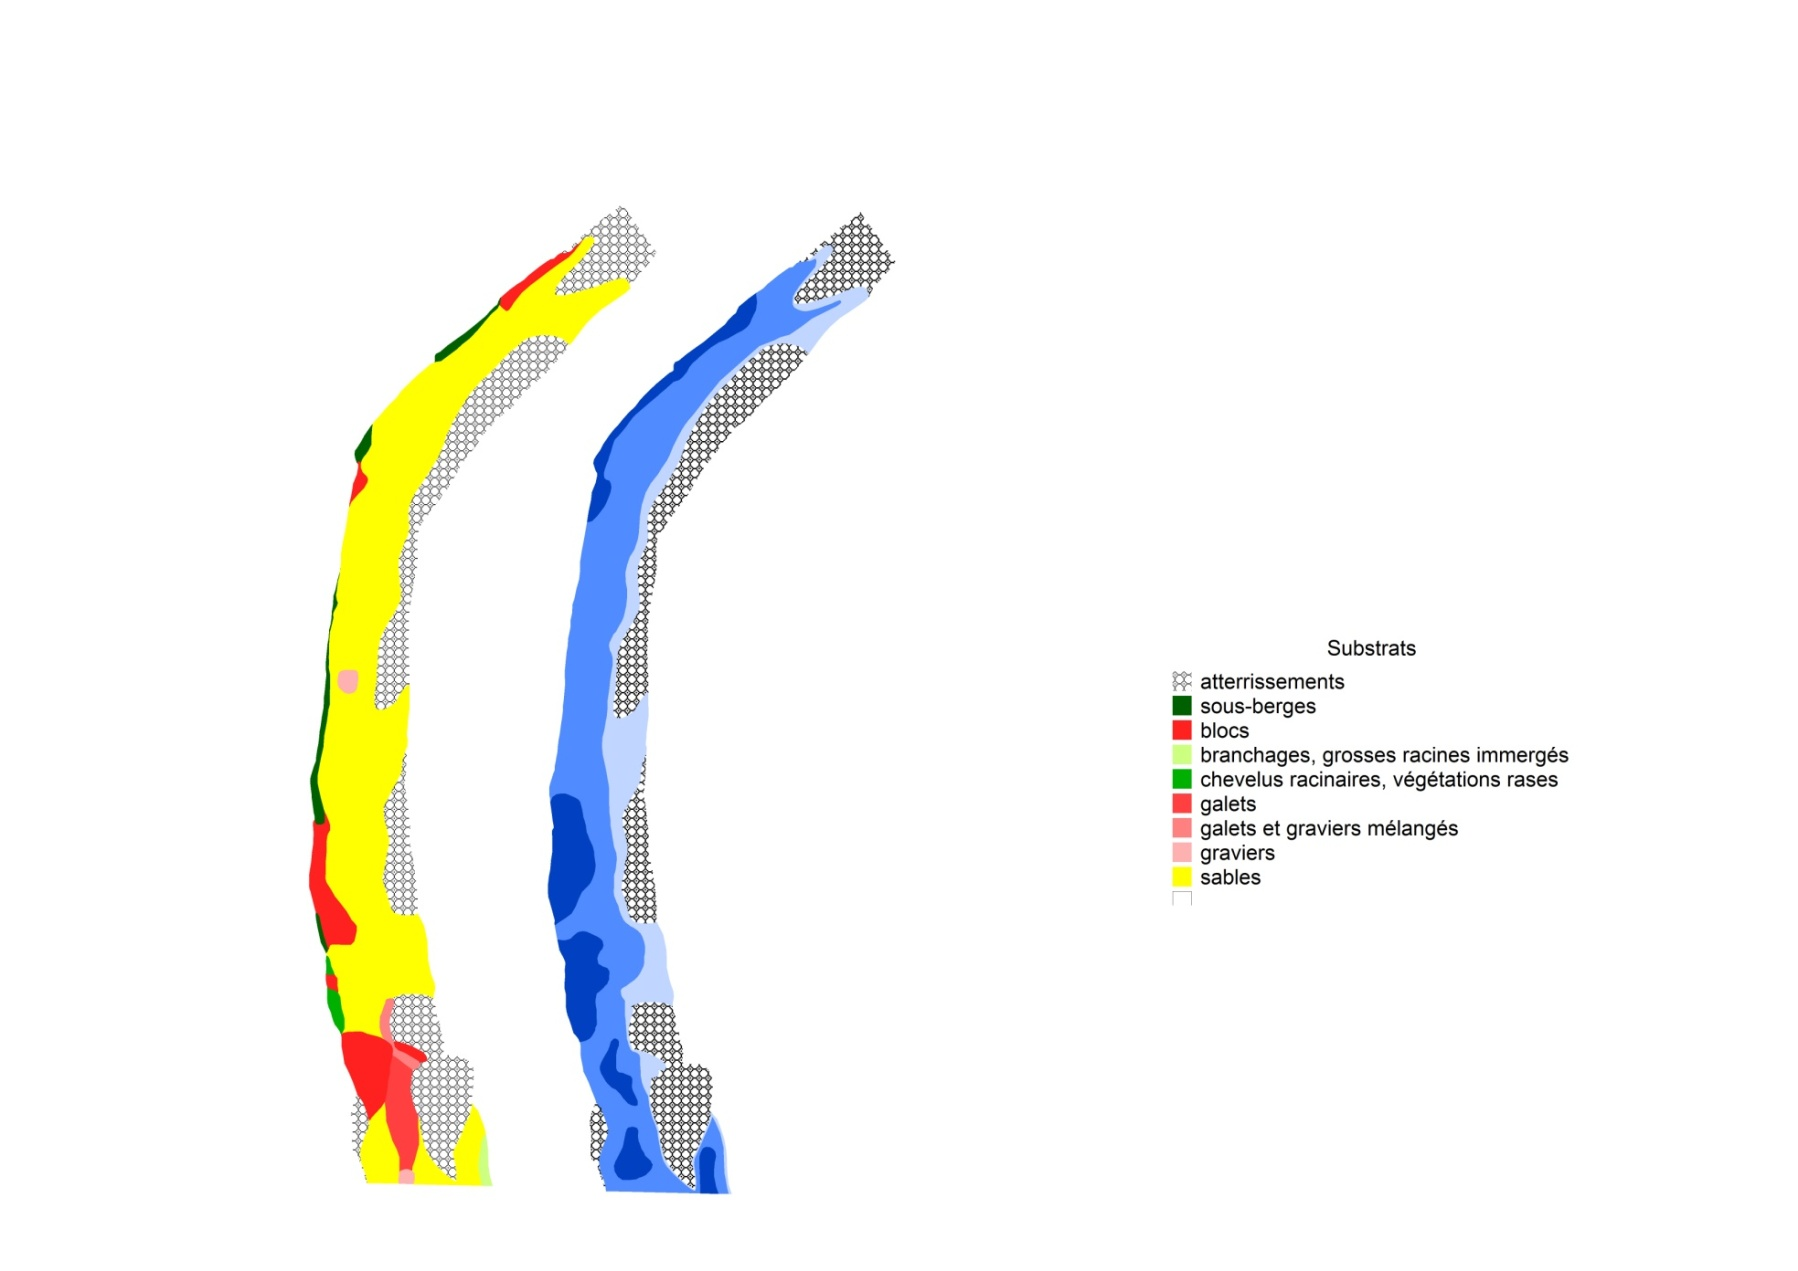 Substrats
atterrissements
sous-berges
blocs
branchages, grosses racines immergés
chevelus racinaires, végétations rases
galets
galets et graviers mélangés
graviers
sables